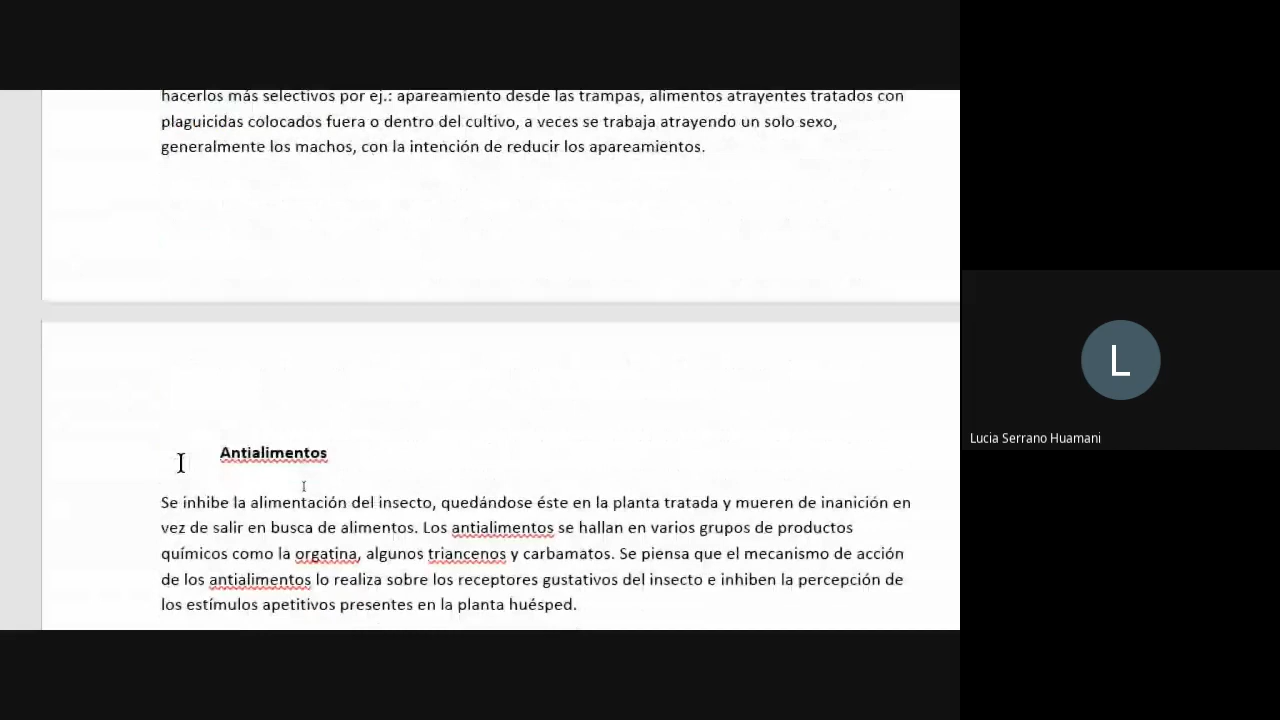 hacerlos más selectivos por ej.: apareamiento desde las trampas, alimentos atrayentes tratados con
plaguicidas colocados fuera o dentro del cultivo, a veces se trabaja atrayendo un solo sexo,
generalmente los machos, con la intención de reducir los apareamientos.
Antialimentos
Se inhibe la alimentación del insecto, quedándose éste en la planta tratada y mueren de inanición en
vez de salir en busca de alimentos. Los antialimentos se hallan en varios grupos de productos
químicos como la orgatina, algunos triancenos y carbamatos. Se piensa que el mecanismo de acción
de los antialimentos lo realiza sobre los receptores gustativos del insecto e inhiben la percepción de
los estímulos apetitivos presentes en la planta huésped.
L
Lucia Serrano Huamani